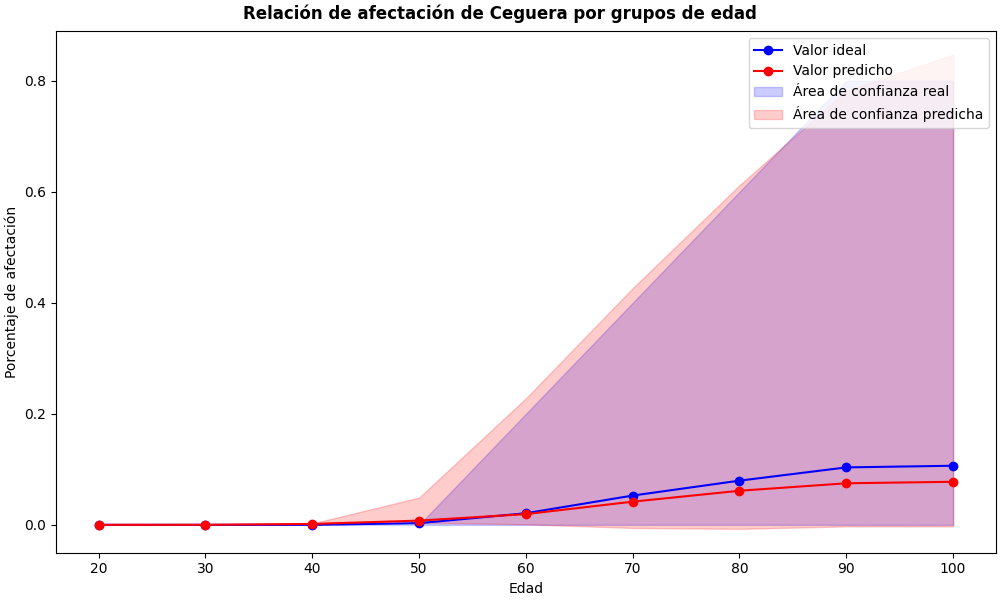 Relación de afectación de Ceguera por grupos de edad
Valor ideal
Valor predicho
Área de confianza real
Área de confianza predicha
Porcentaje de afectación
0.8
0.6
0.4
0.2
0.0
20 30 40 50 60 70 80 90 100
Edad